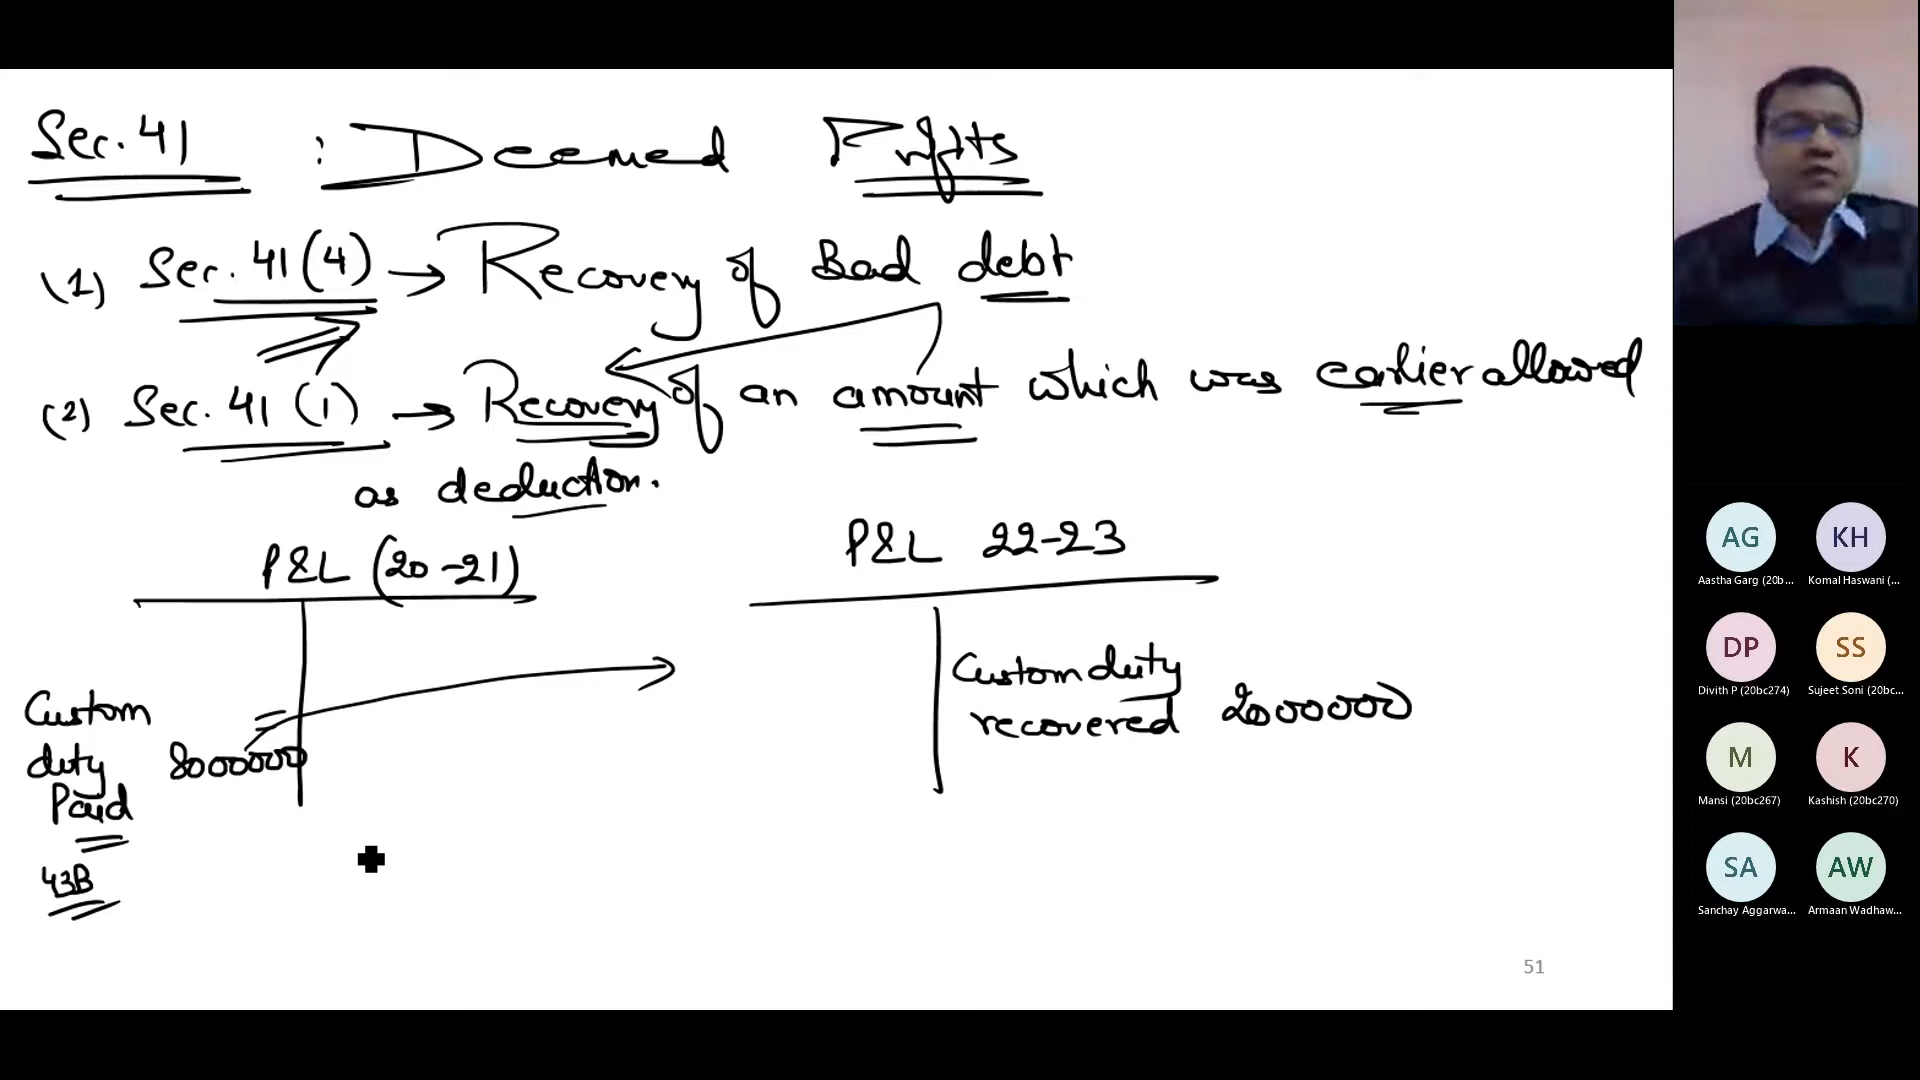 Sec. 41 : Deemed Profits
(1) Sec. 41(4) → Recovery of Bad debt
(2) Sec. 41 (1) → Recovery of an amount which was earlier allowed
as deduction.
P&L (20-21)
Custom
duty 8000000
Paid
43B
P&L 22-23
Custom duty
recovered 2000000
51
AG
Aastha Garg (20b...
KH
Komal Haswani (...
DP
Divith P (20bc274)
SS
Sujeet Soni (20bc...
M
Mansi (20bc267)
K
Kashish (20bc270)
SA
Sanchay Aggarwa...
AW
Armaan Wadhaw...